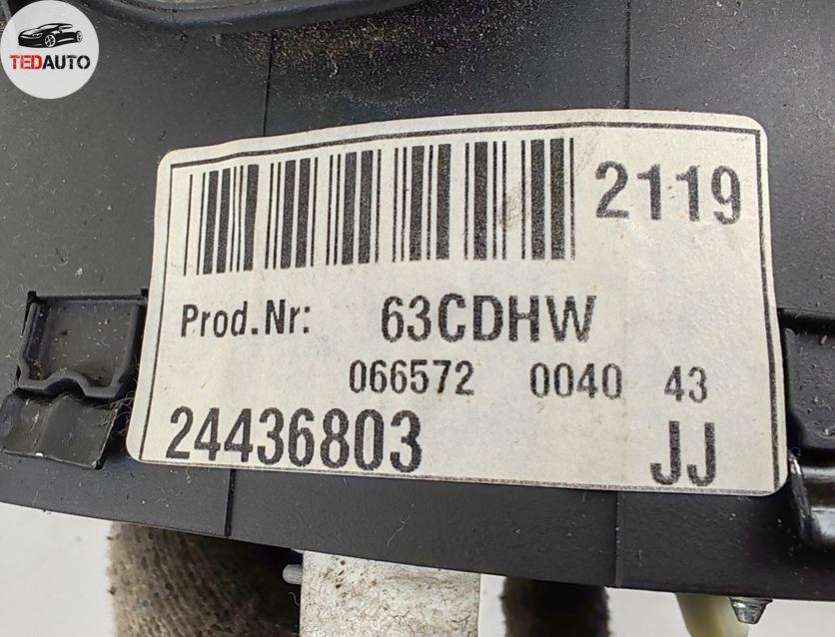 TEDAUTO
2119
Prod.Nr: 63CDHW
066572 0040 43
24436803 JJ